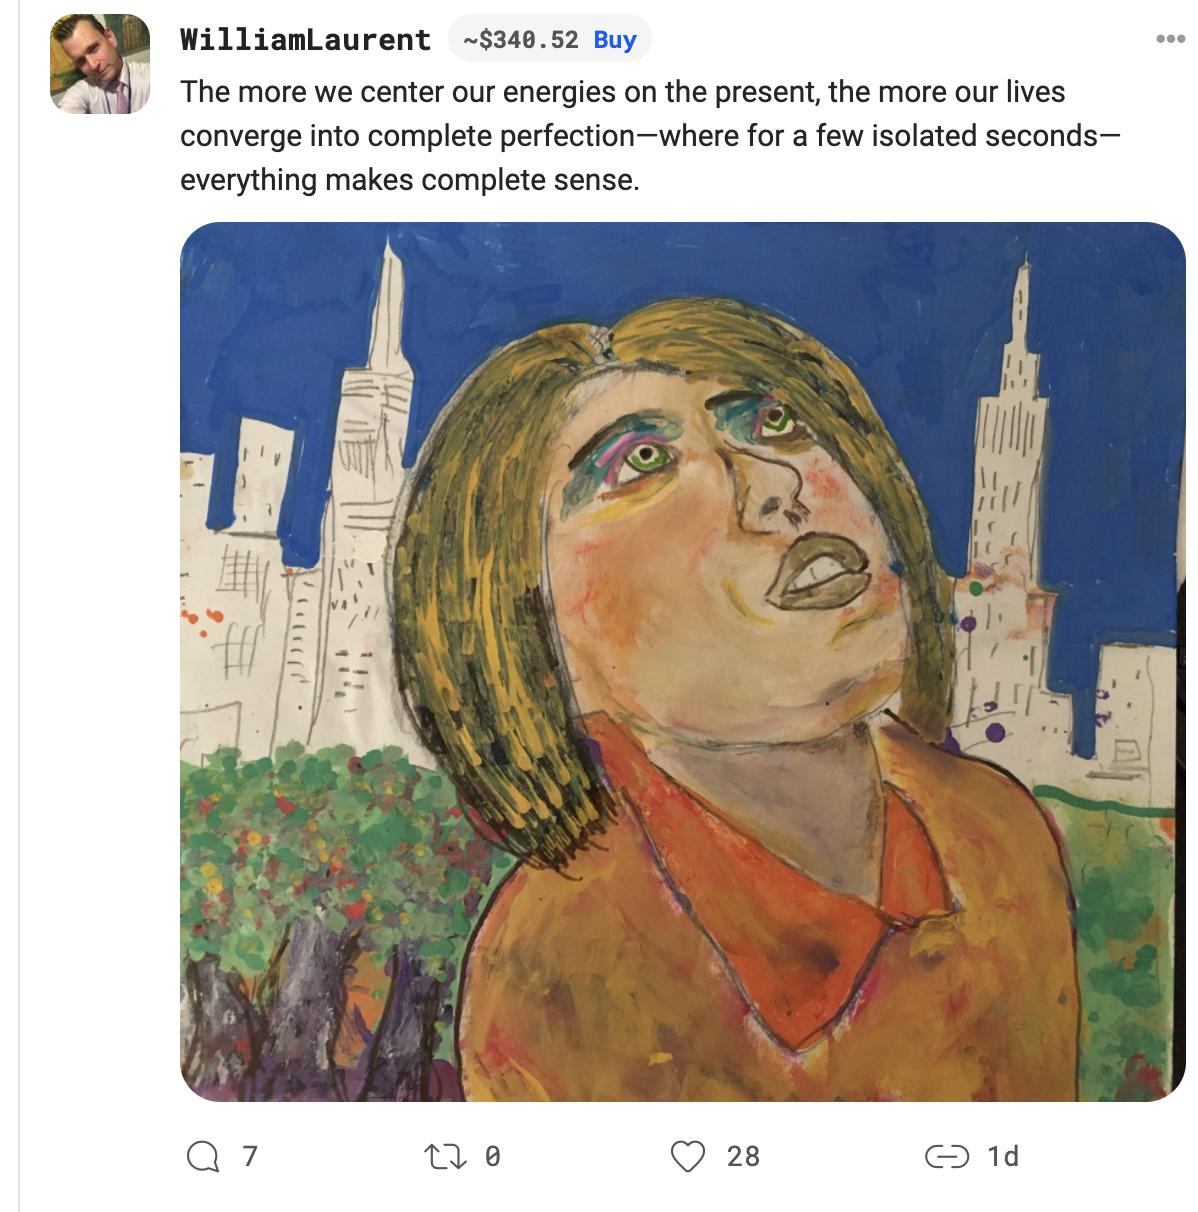 WilliamLaurent ~$340.52 Buy
The more we center our energies on the present, the more our lives
converge into complete perfection—where for a few isolated seconds—
everything makes complete sense.
7 0 28 1d